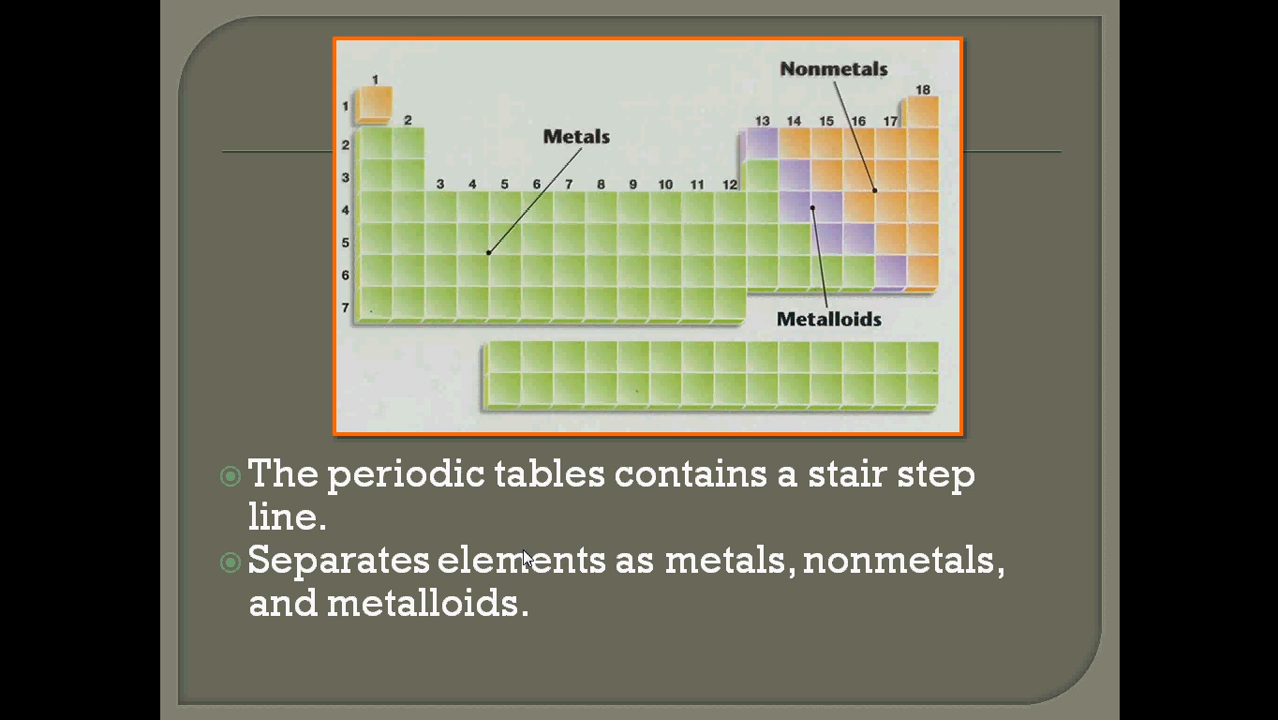 Nonmetals
1
18
1
Metals
2
13 14 15 16 17
2
3
3 4 5 6 7 8 9 10 11 12
4
5
6
7
Metalloids
The periodic tables contains a stair step
line.
Separates elements as metals, nonmetals,
and metalloids.